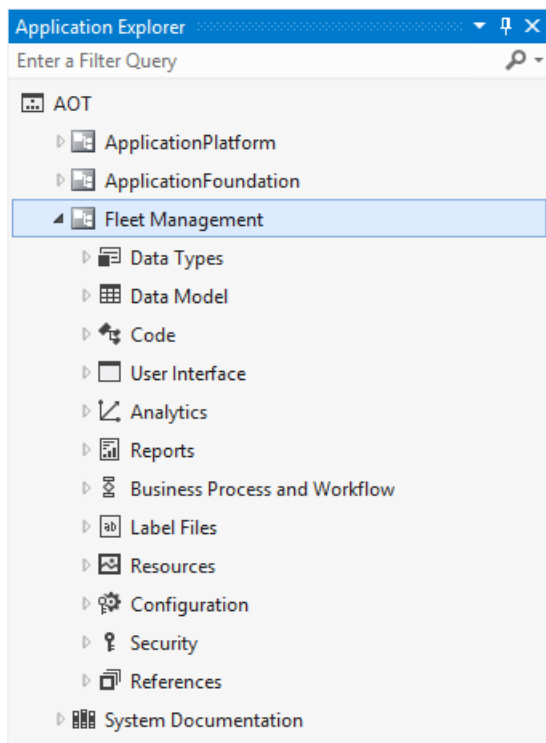 Application Explorer
Enter a Filter Query
AOT
ApplicationPlatform
ApplicationFoundation
Fleet Management
Data Types
Data Model
Code
User Interface
Analytics
Reports
Business Process and Workflow
Label Files
Resources
Configuration
Security
References
System Documentation